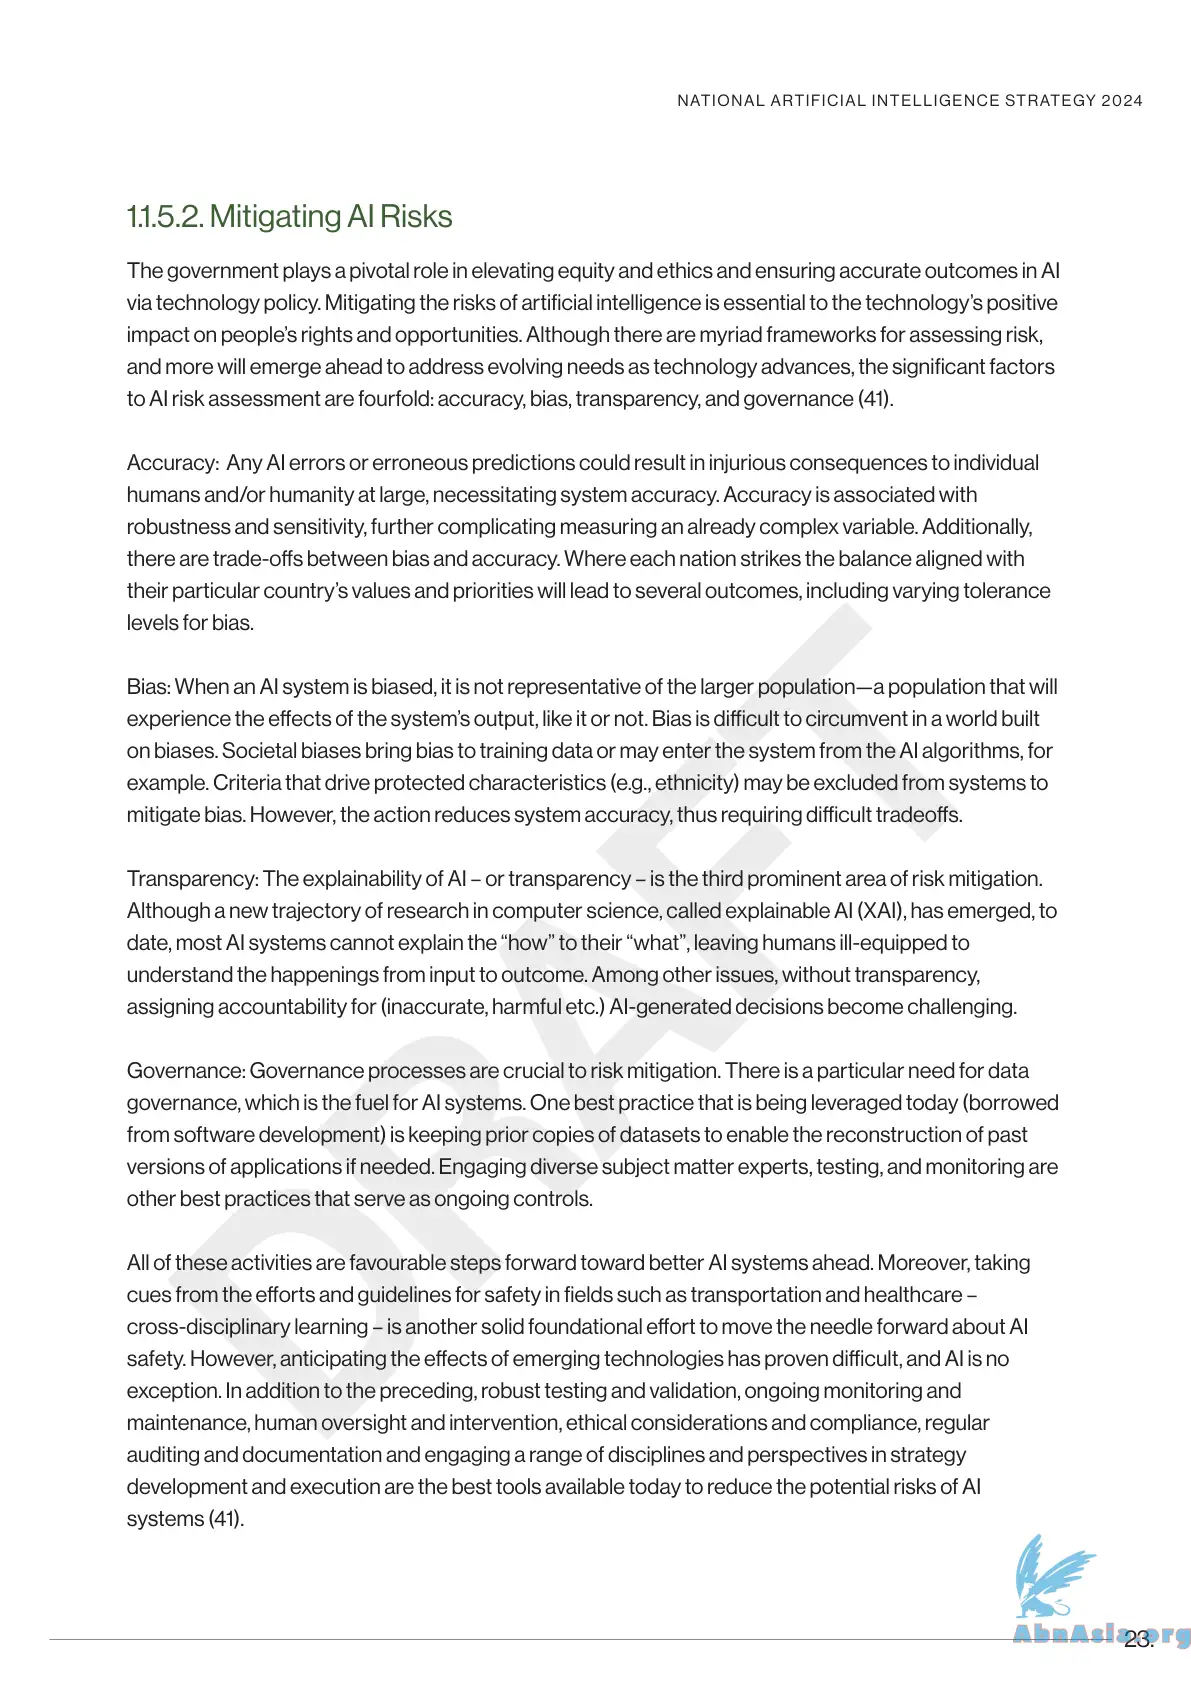 NATIONAL ARTIFICIAL INTELLIGENCE STRATEGY 2024
1.1.5.2. Mitigating AI Risks
The government plays a pivotal role in elevating equity and ethics and ensuring accurate outcomes in AI
via technology policy. Mitigating the risks of artificial intelligence is essential to the technology’s positive
impact on people’s rights and opportunities. Although there are myriad frameworks for assessing risk,
and more will emerge ahead to address evolving needs as technology advances, the significant factors
to AI risk assessment are fourfold: accuracy, bias, transparency, and governance (41).
Accuracy:  Any AI errors or erroneous predictions could result in injurious consequences to individual
humans and/or humanity at large, necessitating system accuracy. Accuracy is associated with
robustness and sensitivity, further complicating measuring an already complex variable. Additionally,
there are trade-offs between bias and accuracy. Where each nation strikes the balance aligned with
their particular country’s values and priorities will lead to several outcomes, including varying tolerance
levels for bias.
Bias: When an AI system is biased, it is not representative of the larger population—a population that will
experience the effects of the system’s output, like it or not. Bias is difficult to circumvent in a world built
on biases. Societal biases bring bias to training data or may enter the system from the AI algorithms, for
example. Criteria that drive protected characteristics (e.g., ethnicity) may be excluded from systems to
mitigate bias. However, the action reduces system accuracy, thus requiring difficult tradeoffs.
Transparency: The explainability of AI – or transparency – is the third prominent area of risk mitigation.
Although a new trajectory of research in computer science, called explainable AI (XAI), has emerged, to
date, most AI systems cannot explain the “how” to their “what”, leaving humans ill-equipped to
understand the happenings from input to outcome. Among other issues, without transparency,
assigning accountability for (inaccurate, harmful etc.) AI-generated decisions become challenging.
Governance: Governance processes are crucial to risk mitigation. There is a particular need for data
governance, which is the fuel for AI systems. One best practice that is being leveraged today (borrowed
from software development) is keeping prior copies of datasets to enable the reconstruction of past
versions of applications if needed. Engaging diverse subject matter experts, testing, and monitoring are
other best practices that serve as ongoing controls.
All of these activities are favourable steps forward toward better AI systems ahead. Moreover, taking
cues from the efforts and guidelines for safety in fields such as transportation and healthcare –
cross-disciplinary learning – is another solid foundational effort to move the needle forward about AI
safety. However, anticipating the effects of emerging technologies has proven difficult, and AI is no
exception. In addition to the preceding, robust testing and validation, ongoing monitoring and
maintenance, human oversight and intervention, ethical considerations and compliance, regular
auditing and documentation and engaging a range of disciplines and perspectives in strategy
development and execution are the best tools available today to reduce the potential risks of AI
systems (41).
DRAFT
AbnAsia.org
23.